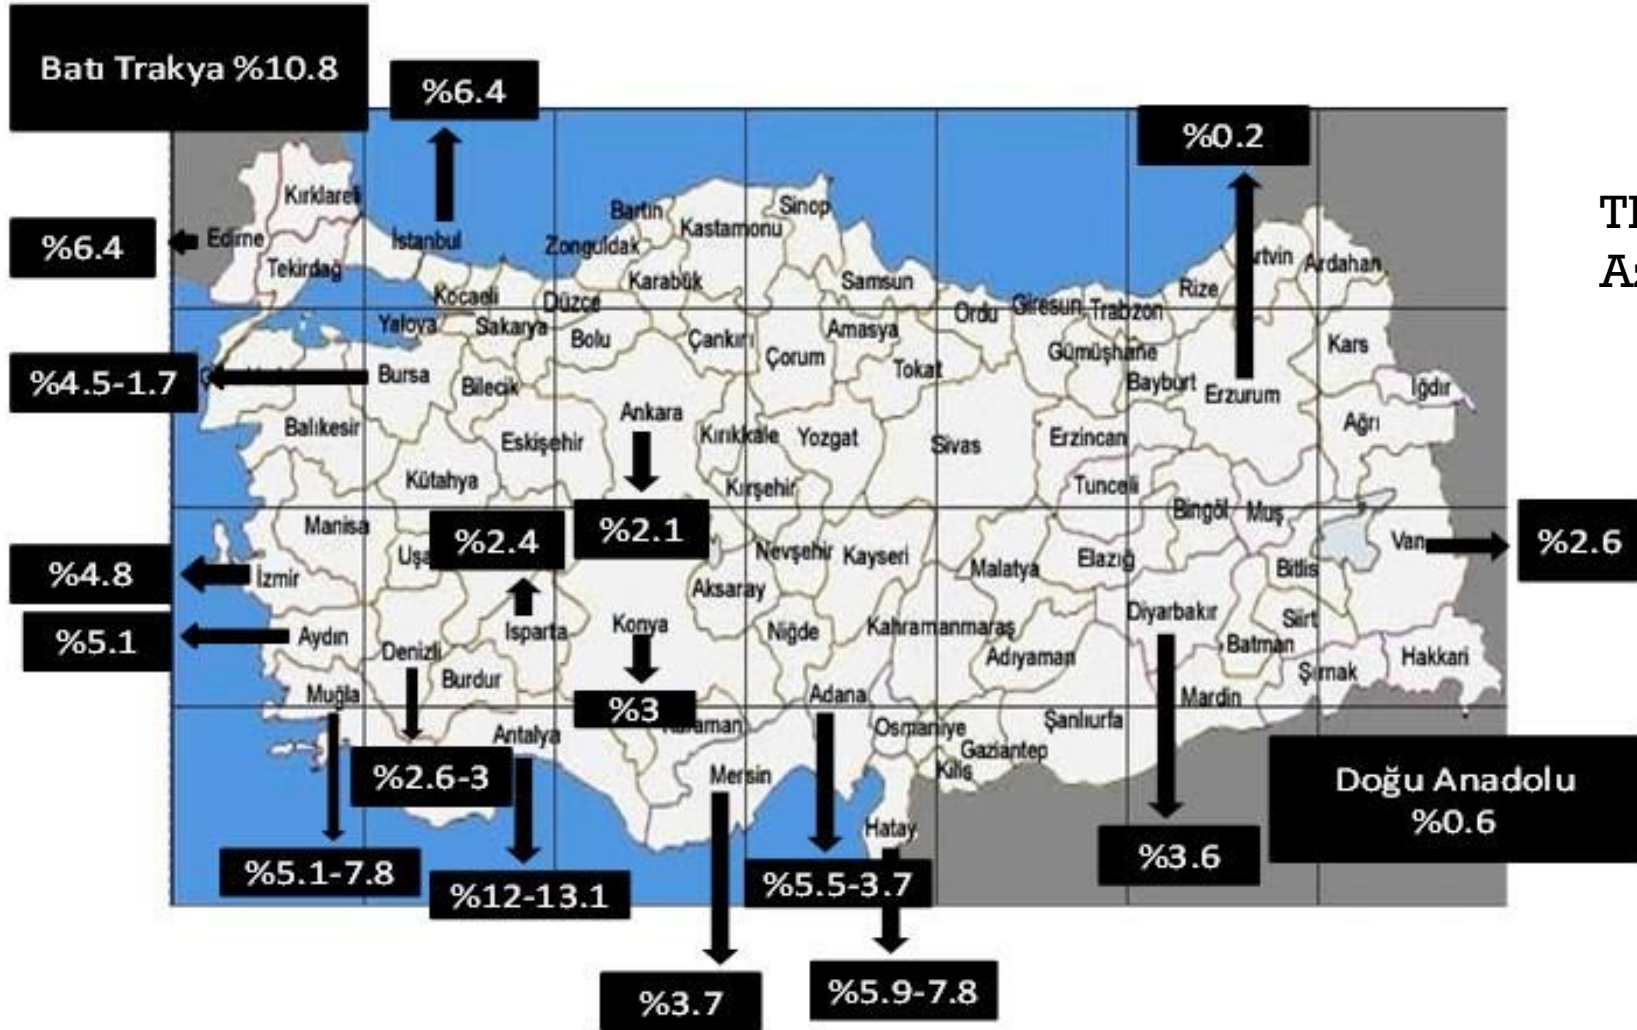 Batı Trakya %10.8
%6.4
%0.2
Kırklareli
Sinop
Bartın
Kastamonu
%6.4
Edirne
İstanbul
Zonguldak
Tekirdağ
Karabük
Samsun
Artvin
Ardahan
Kocaeli
Düzce
Rize
Yalova
Sakarya
Bolu
Çankırı
Amasya
Ordu
Giresun
Trabzon
Çorum
Tokat
Gümüşhane
Kars
%4.5-1.7
Bursa
Bilecik
Bayburt
Erzurum
Iğdır
Balıkesir
Ankara
Eskişehir
Kırıkkale
Yozgat
Sivas
Erzincan
Ağrı
Kütahya
Kırşehir
Tunceli
Bingöl
Muş
Manisa
%2.4
%2.1
Nevşehir
Kayseri
Malatya
Elazığ
Bitlis
Van
%2.6
%4.8
İzmir
Aksaray
Diyarbakır
Siirt
%5.1
Aydın
Denizli
Isparta
Konya
Niğde
Kahramanmaraş
Adıyaman
Batman
Şırnak
Hakkari
Muğla
Burdur
%3
Adana
Mardin
Antalya
Osmaniye
Şanlıurfa
Gaziantep
Kilis
%2.6-3
Mersin
Hatay
Doğu Anadolu
%0.6
%5.1-7.8
%12-13.1
%5.5-3.7
%3.6
%3.7
%5.9-7.8